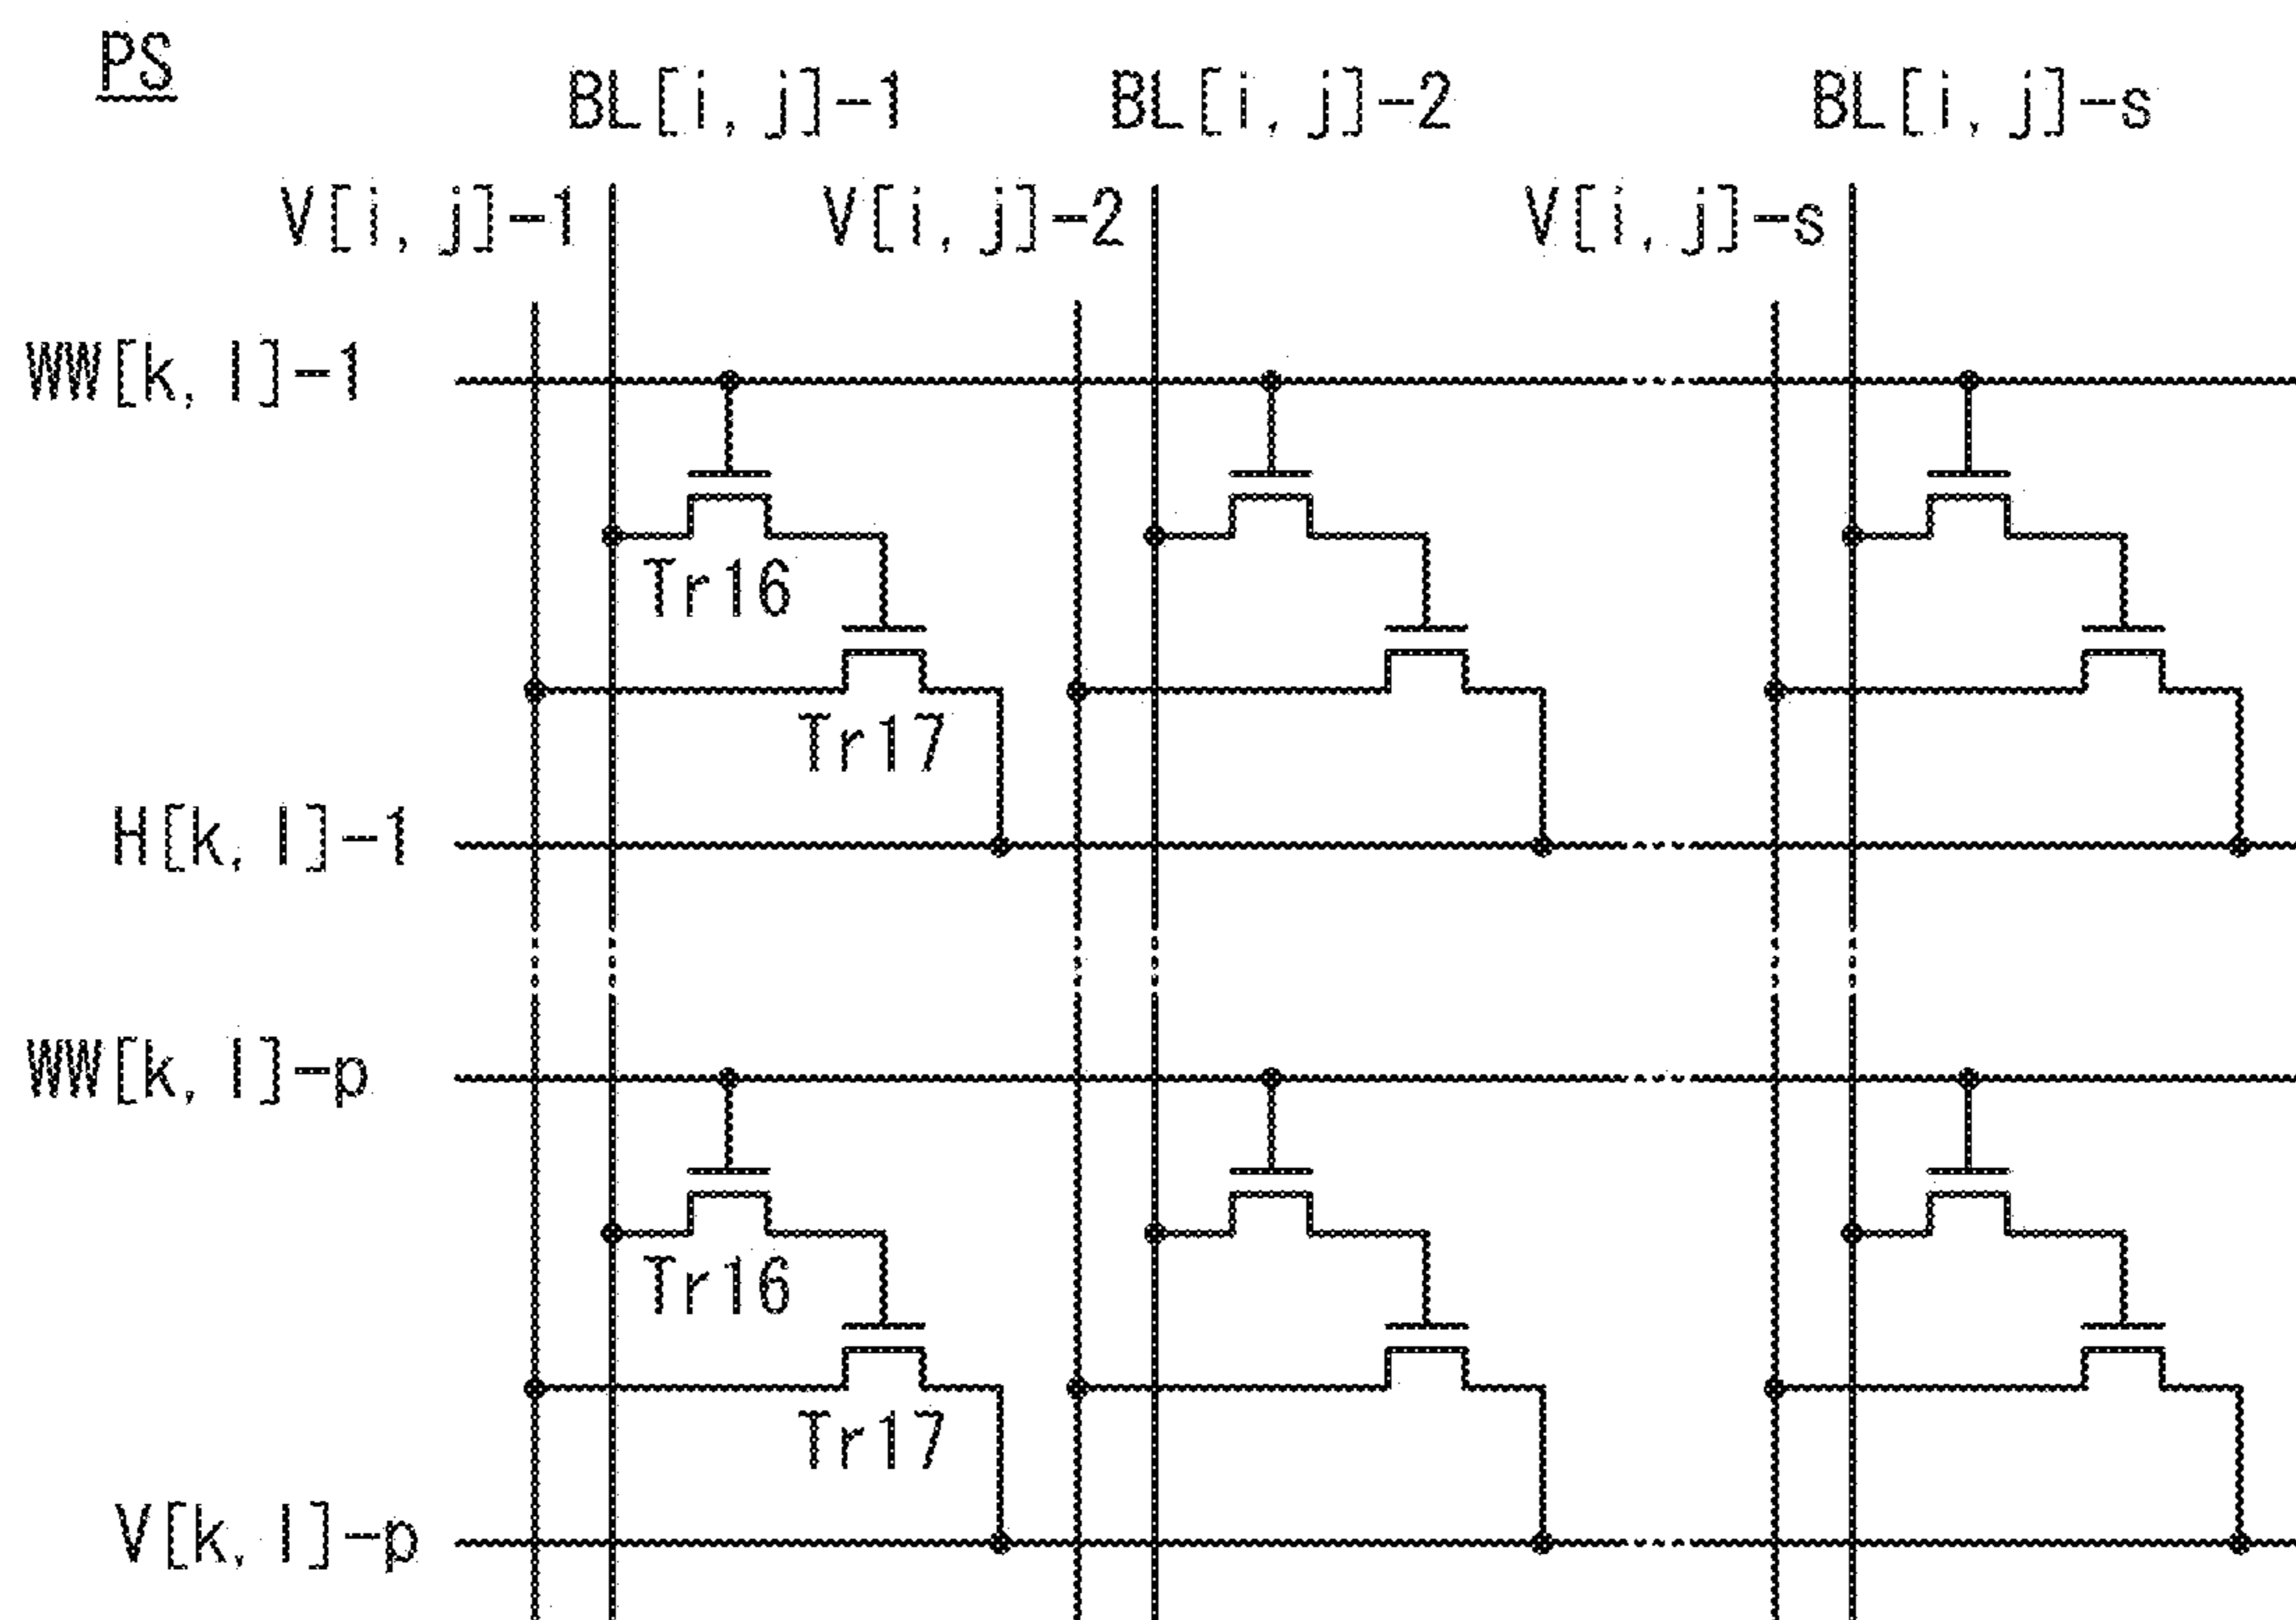 PS
BL[i, j]-1 BL[i, j]-2 BL[i, j]-s
V[i, j]-1 V[i, j]-2 V[i, j]-s
WW[k, l]-1
Tr16
Tr17
H[k, l]-1
WW[k, l]-p
Tr16
Tr17
V[k, l]-p